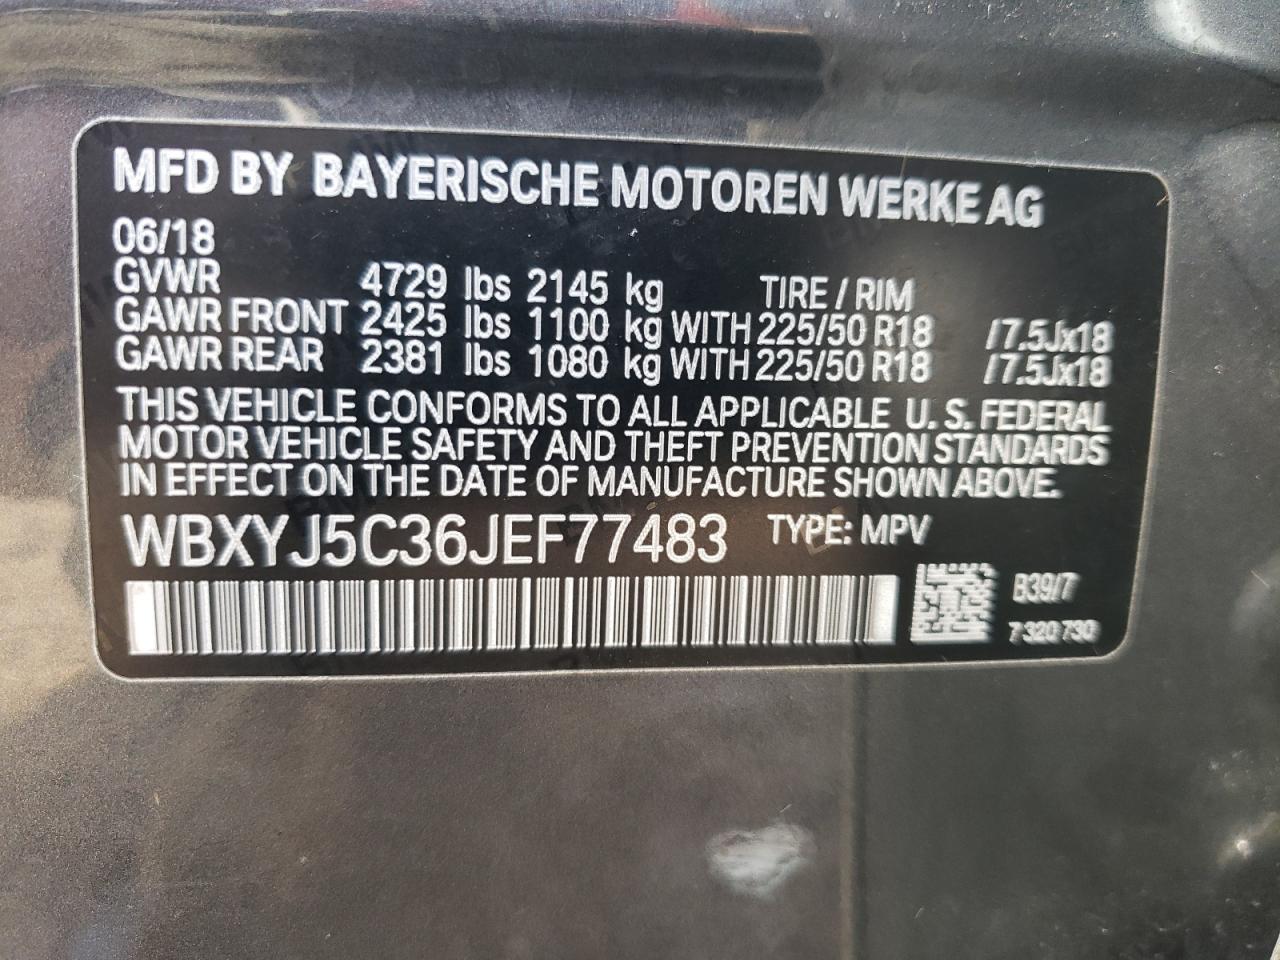 MFD BY BAYERISCHE MOTOREN WERKE AG
06/18
GVWR 4729 lbs 2145 kg TIRE / RIM
GAWR FRONT 2425 lbs 1100 kg WITH 225/50 R18 /7.5Jx18
GAWR REAR 2381 lbs 1080 kg WITH 225/50 R18 /7.5Jx18
THIS VEHICLE CONFORMS TO ALL APPLICABLE U. S. FEDERAL
MOTOR VEHICLE SAFETY AND THEFT PREVENTION STANDARDS
IN EFFECT ON THE DATE OF MANUFACTURE SHOWN ABOVE.
WBXYJ5C36JEF77483 TYPE: MPV
B39/7
7 320 730